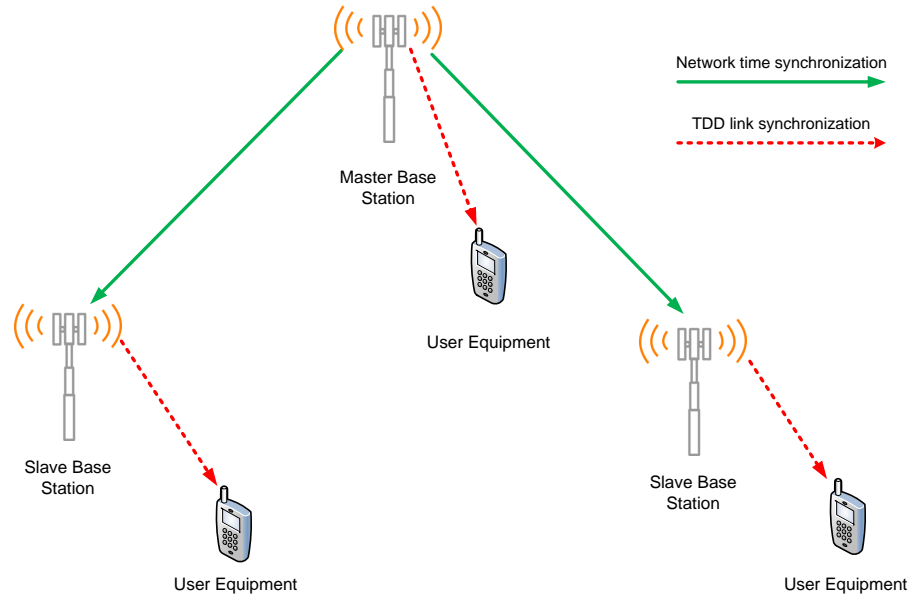 Network time synchronization
TDD link synchronization
Master Base
Station
User Equipment
Slave Base
Station
Slave Base
Station
User Equipment
User Equipment